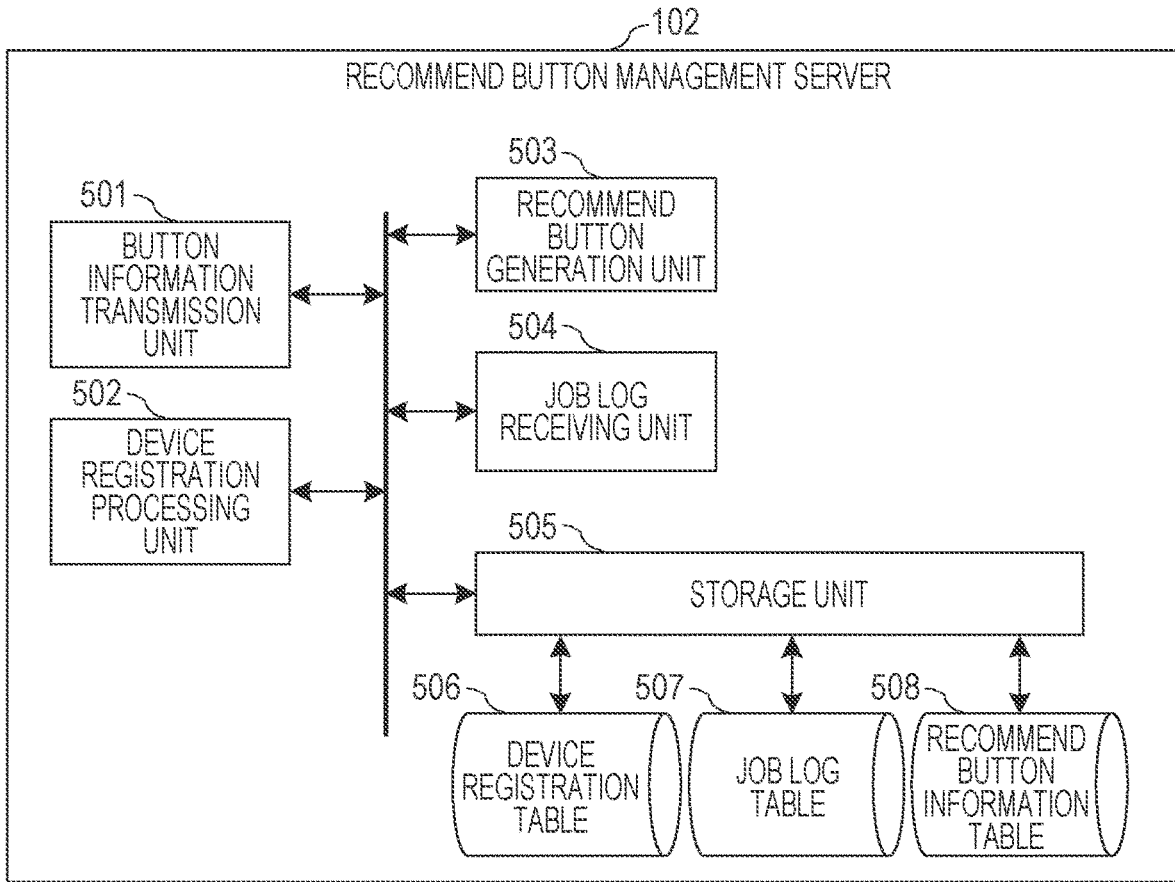 102
RECOMMEND BUTTON MANAGEMENT SERVER
501
BUTTON
INFORMATION
TRANSMISSION
UNIT
502
DEVICE
REGISTRATION
PROCESSING
UNIT
503
RECOMMEND
BUTTON
GENERATION UNIT
504
JOB LOG
RECEIVING UNIT
505
STORAGE UNIT
506
DEVICE
REGISTRATION
TABLE
507
JOB LOG
TABLE
508
RECOMMEND
BUTTON
INFORMATION
TABLE